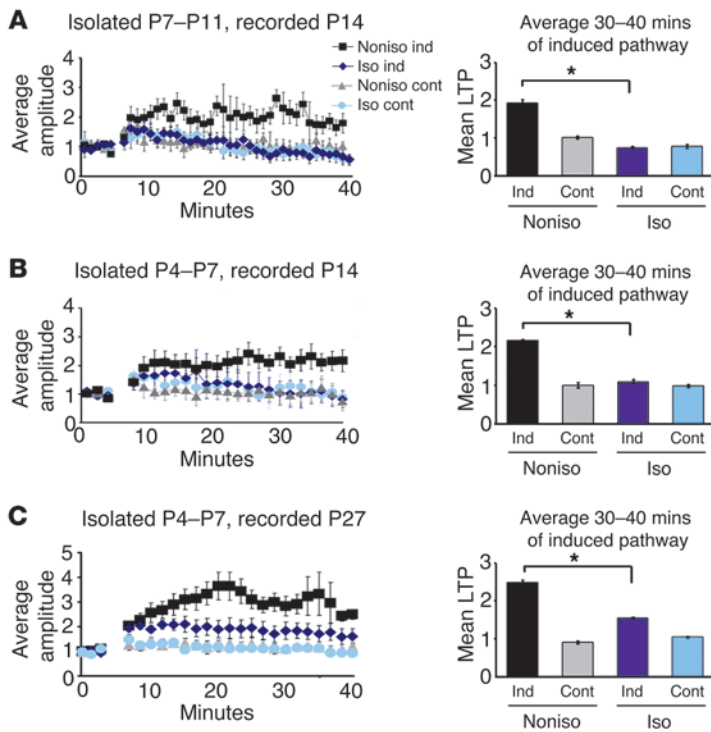 A Isolated P7–P11, recorded P14
Average amplitude
4
3
2
1
0
0 10 20 30 40
Minutes
Noniso ind
Iso ind
Noniso cont
Iso cont
Average 30–40 mins
of induced pathway
Mean LTP
3
2
1
0
*
Ind Cont Ind Cont
Noniso Iso
B Isolated P4–P7, recorded P14
Average amplitude
4
3
2
1
0
0 10 20 30 40
Minutes
Average 30–40 mins
of induced pathway
Mean LTP
3
2
1
0
*
Ind Cont Ind Cont
Noniso Iso
C Isolated P4–P7, recorded P27
Average amplitude
5
4
3
2
1
0
0 10 20 30 40
Minutes
Average 30–40 mins
of induced pathway
Mean LTP
3
2
1
0
*
Ind Cont Ind Cont
Noniso Iso